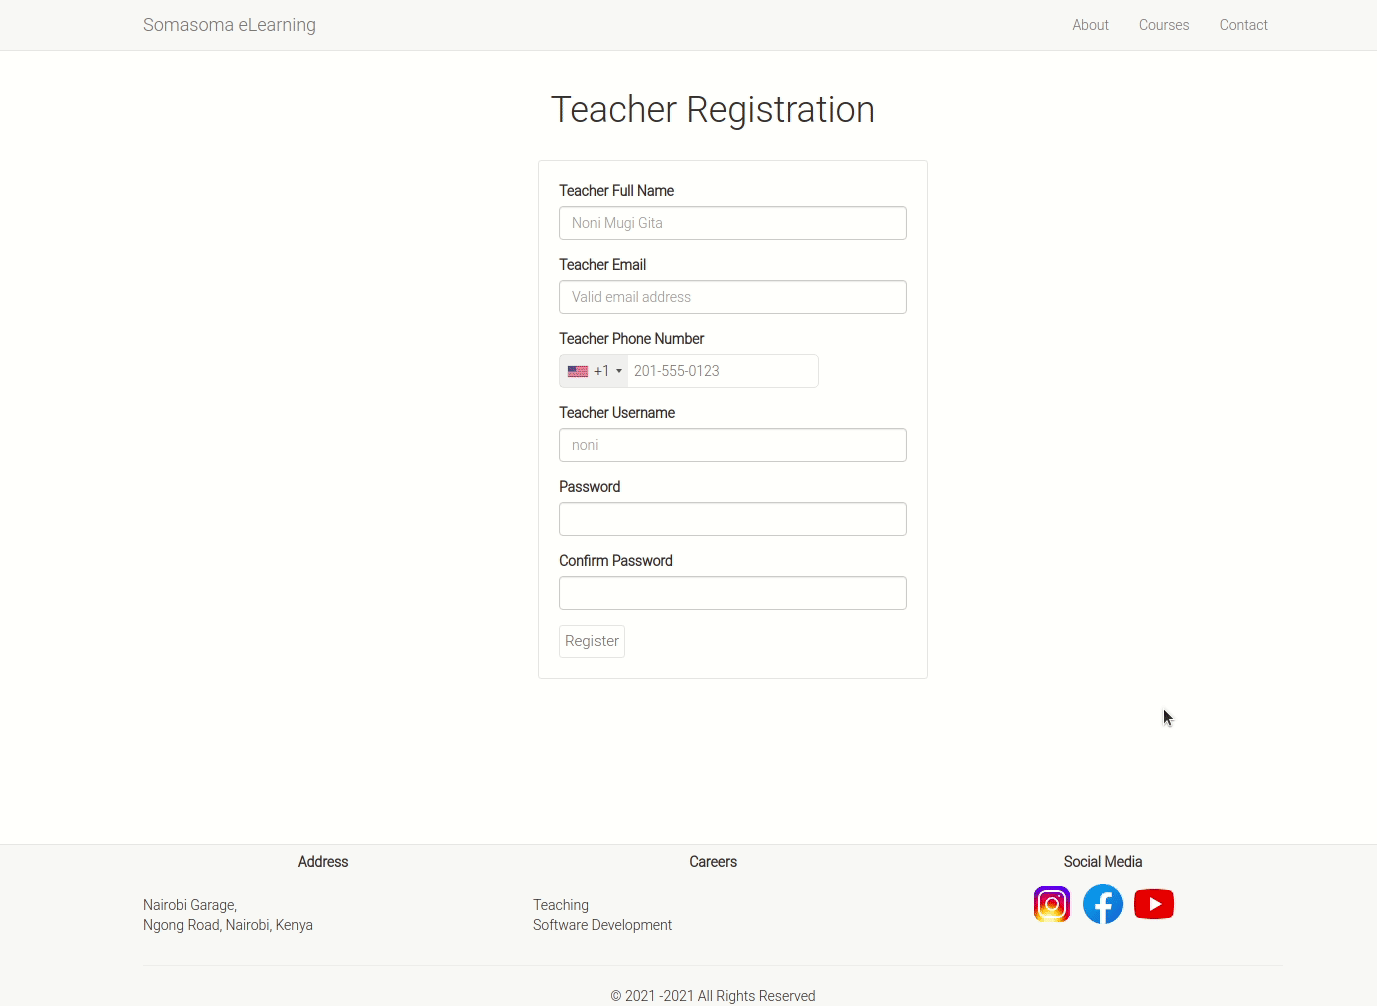 Somasoma eLearning
About Courses Contact
Teacher Registration
Teacher Full Name
Noni Mugi Gita
Teacher Email
Valid email address
Teacher Phone Number
+1 201-555-0123
Teacher Username
noni
Password
Confirm Password
Register
Address
Nairobi Garage,
Ngong Road, Nairobi, Kenya
Careers
Teaching
Software Development
Social Media
© 2021 -2021 All Rights Reserved